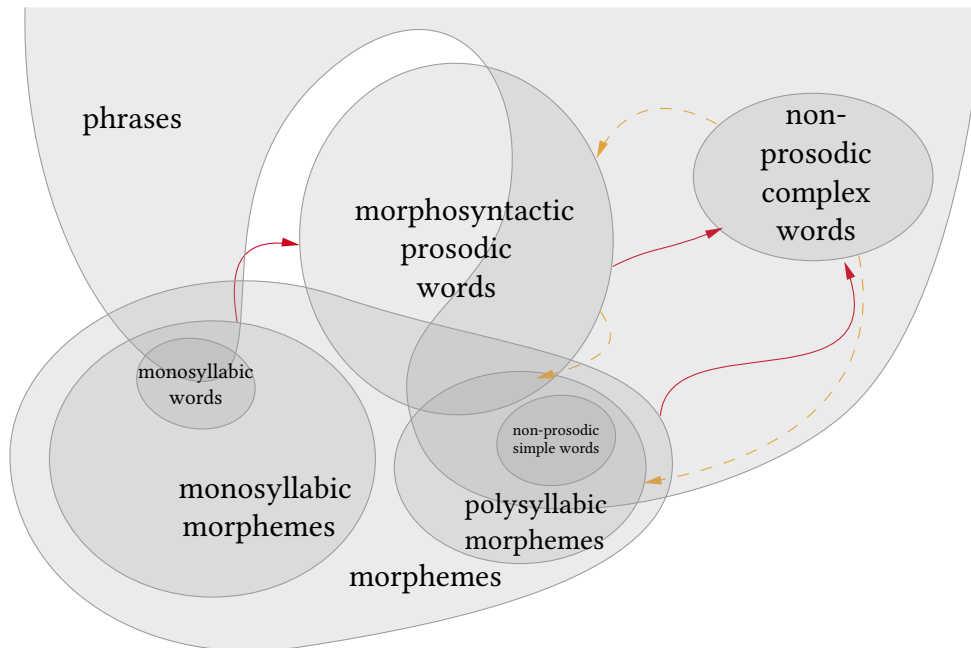 phrases
non-
prosodic
complex
words
morphosyntactic
prosodic
words
monosyllabic
words
non-prosodic
simple words
monosyllabic
morphemes
polysyllabic
morphemes
morphemes